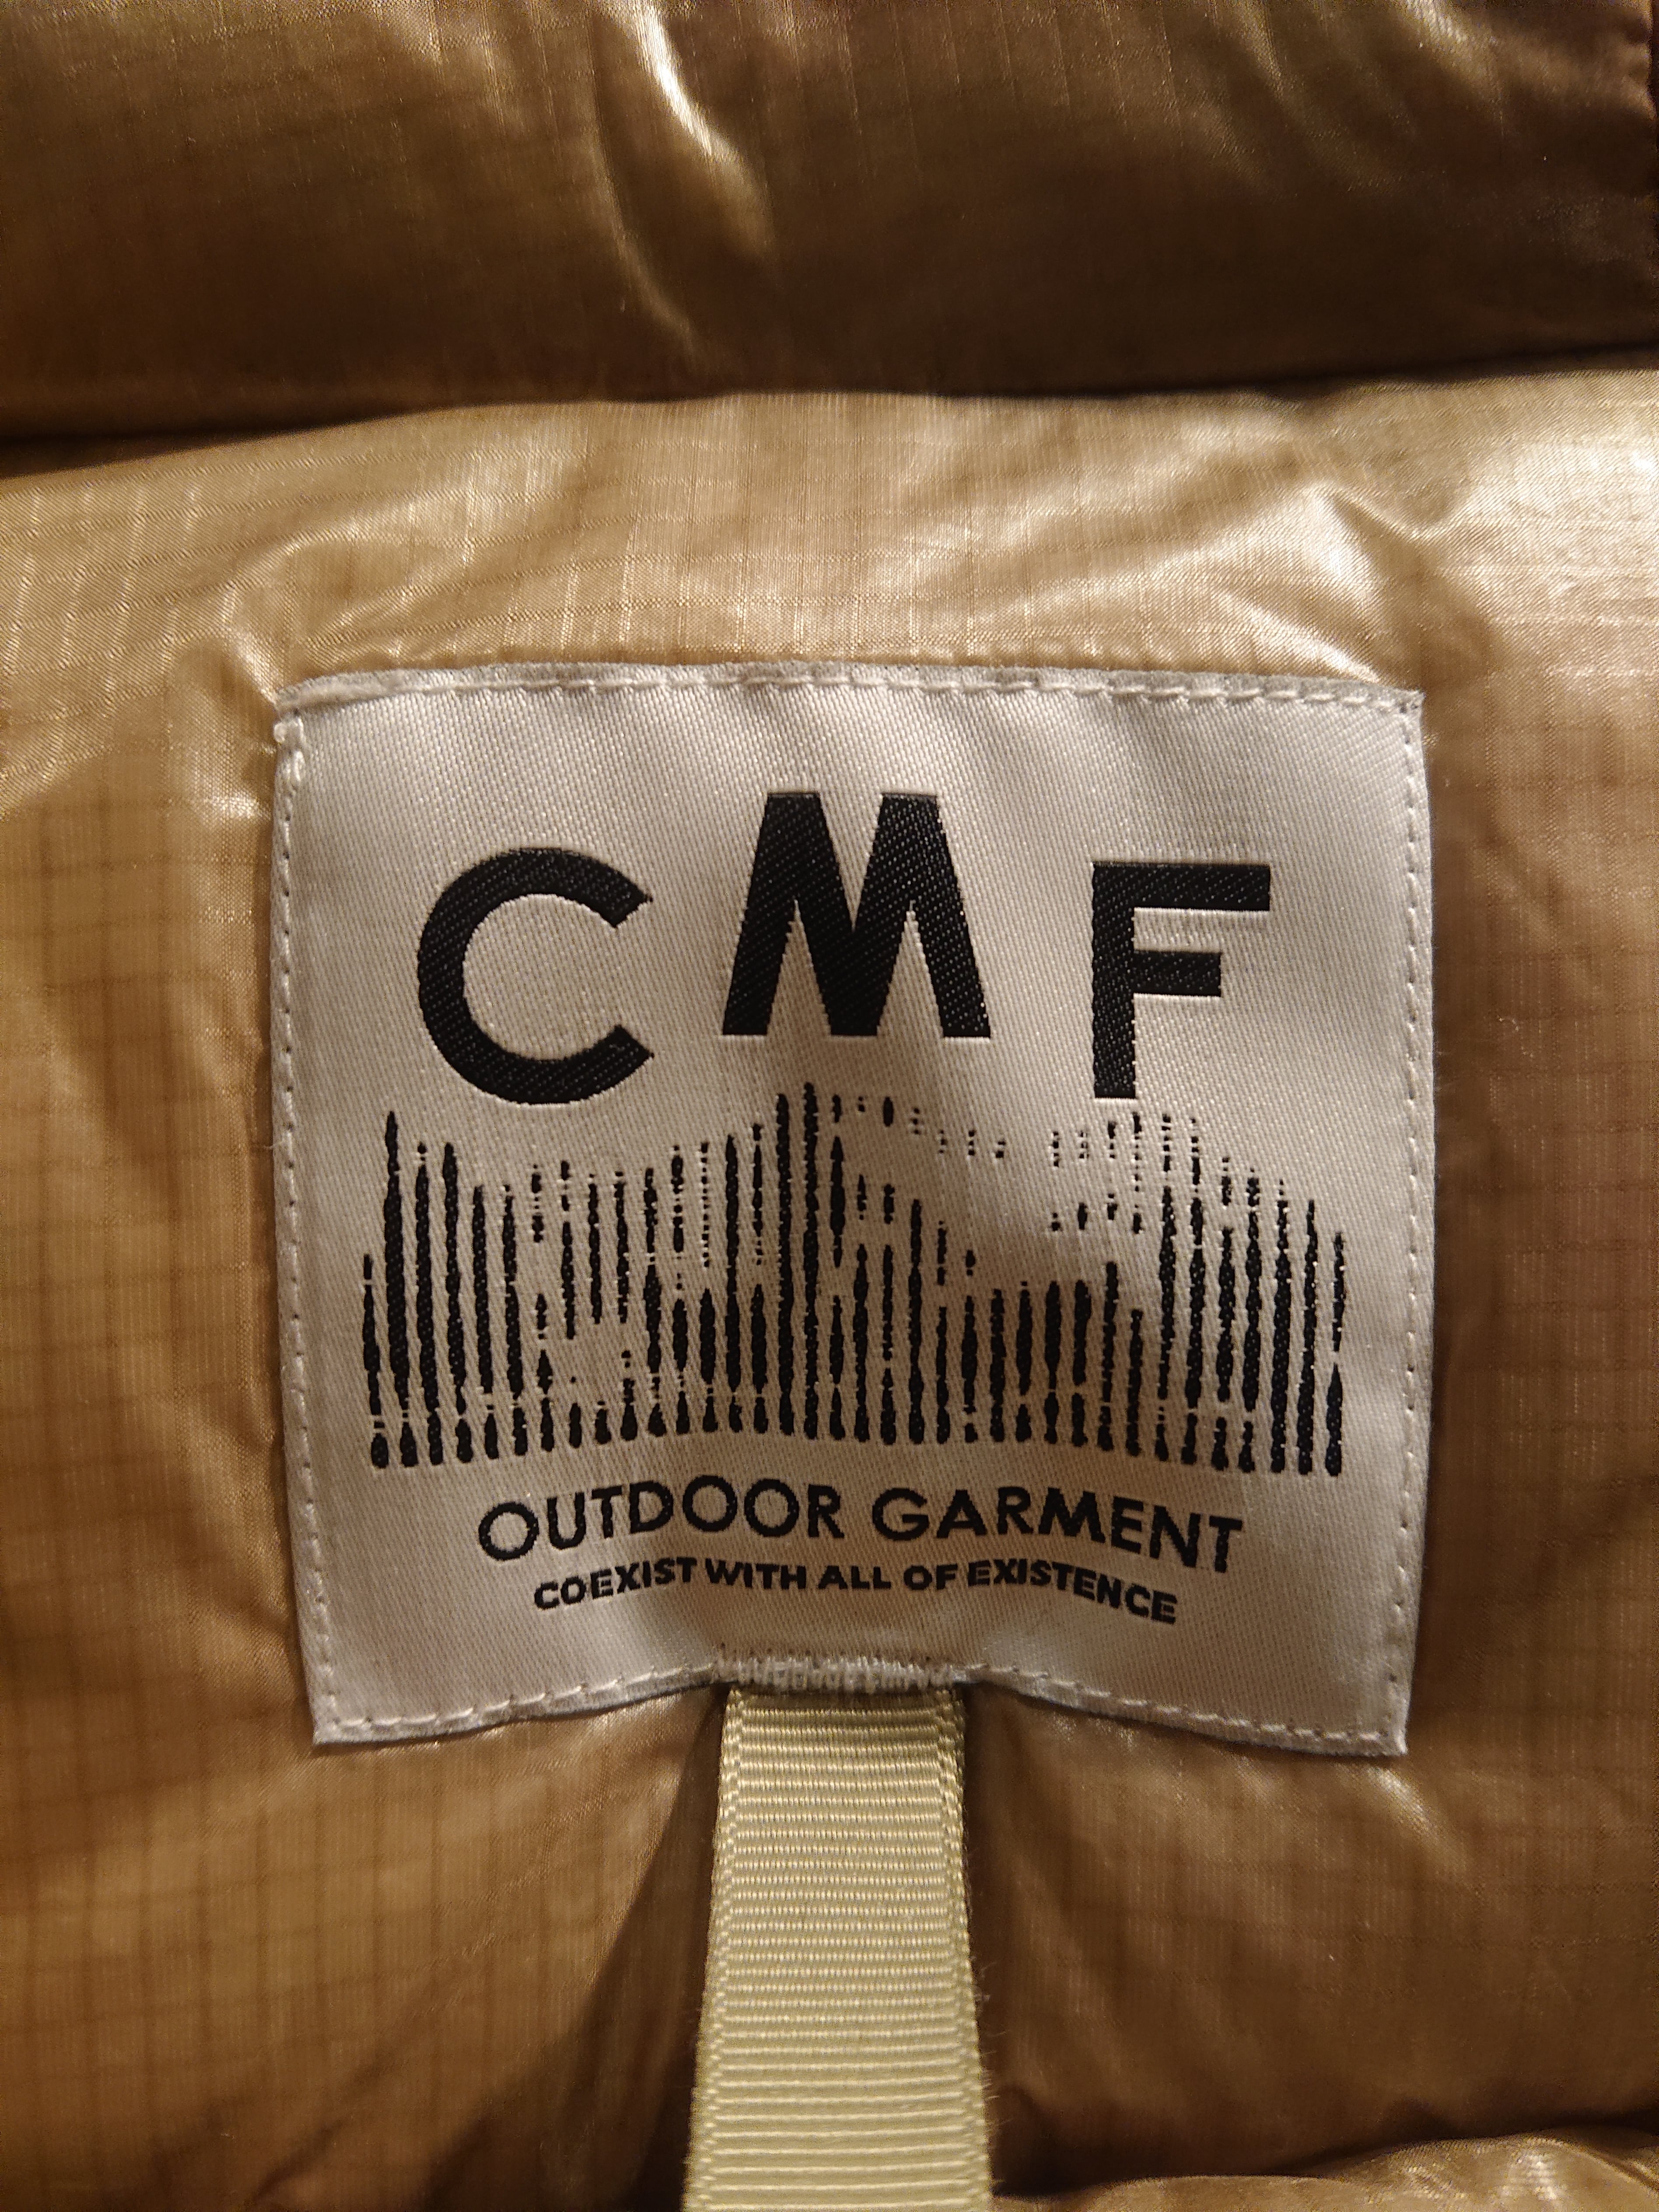 CMF
OUTDOOR GARMENT
COEXIST WITH ALL OF EXISTENCE